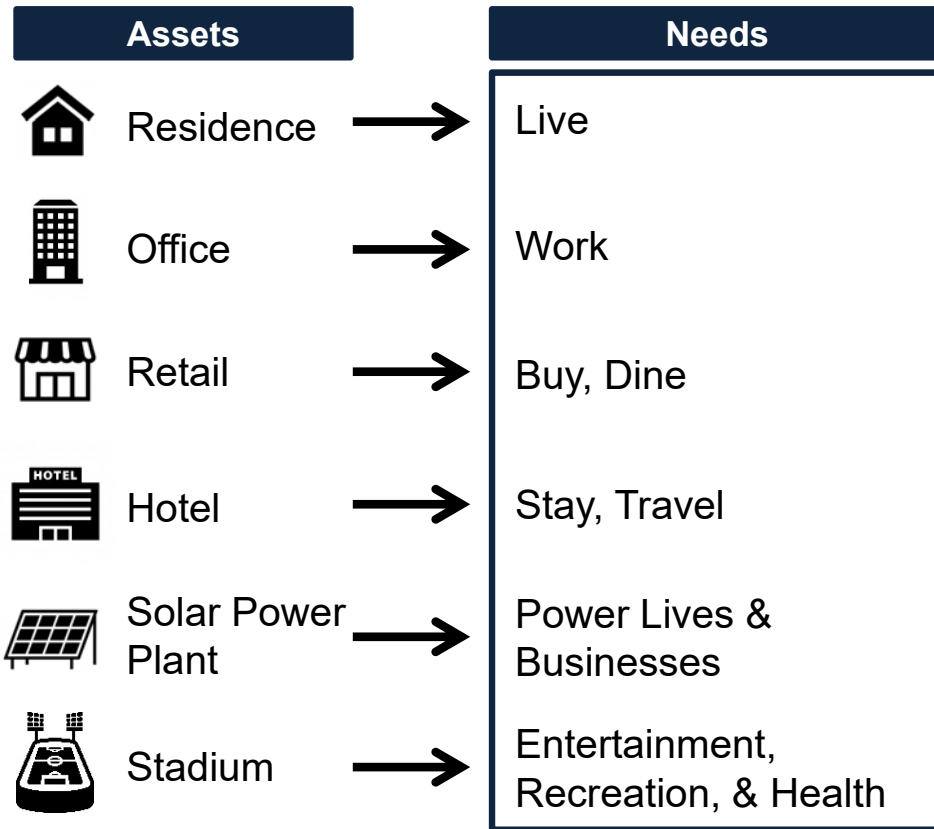 Assets Needs
Residence Live
Office Work
Retail Buy, Dine
HOTEL
Hotel Stay, Travel
Solar Power Power Lives &
Plant Businesses
Stadium Entertainment,
Recreation, & Health